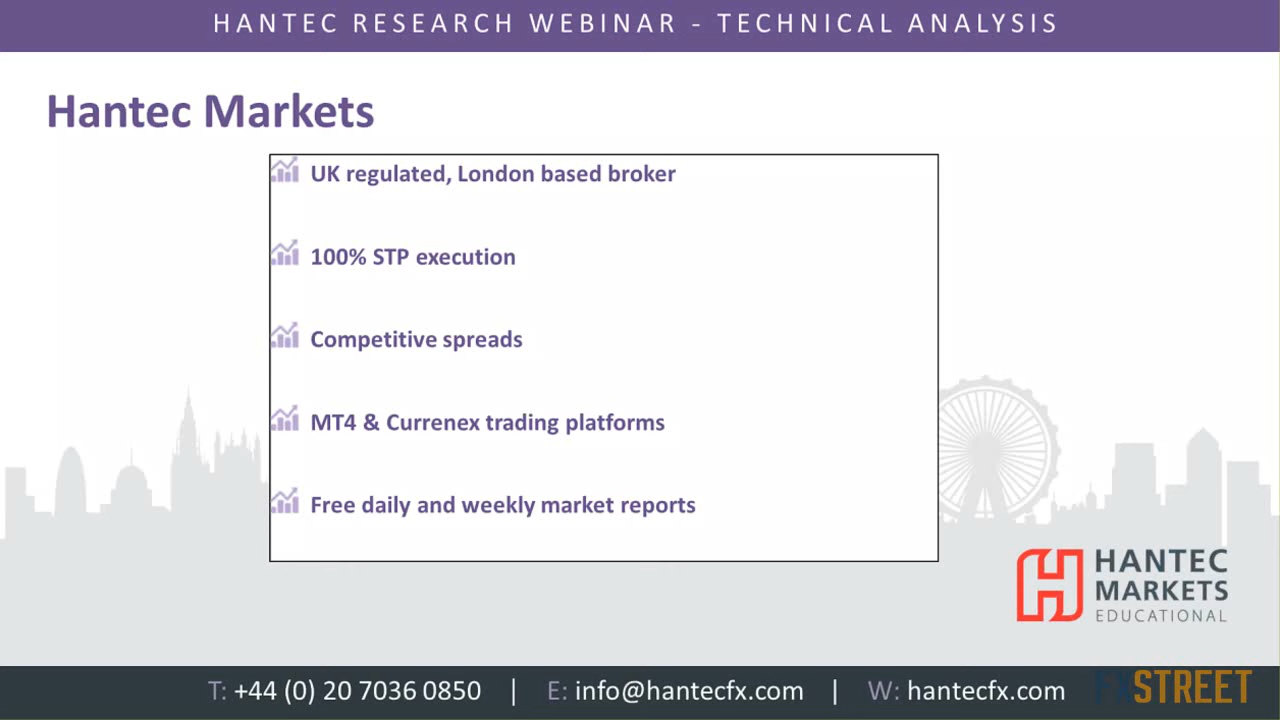 HANTEC RESEARCH WEBINAR - TECHNICAL ANALYSIS
Hantec Markets
UK regulated, London based broker
100% STP execution
Competitive spreads
MT4 & Currenex trading platforms
Free daily and weekly market reports
HANTEC
MARKETS
EDUCATIONAL
T: +44 (0) 20 7036 0850 | E: info@hantecfx.com | W: hantecfx.com
FXSTREET